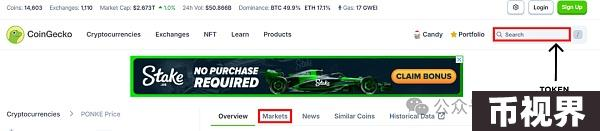 Coins: 14,603 Exchanges: 1,110 Market Cap: $2.673T ▲ 1.0% 24h Vol: $50.866B Dominance: BTC 49.9% ETH 17.1% Gas: 17 GWEI
Login Sign Up
CoinGecko Cryptocurrencies Exchanges NFT Learn Products Candy Portfolio Search /
Stake NO PURCHASE REQUIRED CLAIM BONUS
TOKEN
Cryptocurrencies PONKE Price Overview Markets News Similar Coins Historical Data
公众号
币视界